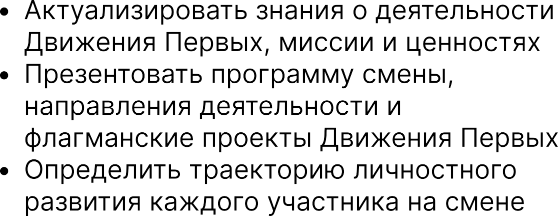 • Актуализировать знания о деятельности
Движения Первых, миссии и ценностях
• Презентовать программу смены,
направления деятельности и
флагманские проекты Движения Первых
• Определить траекторию личностного
развития каждого участника на смене